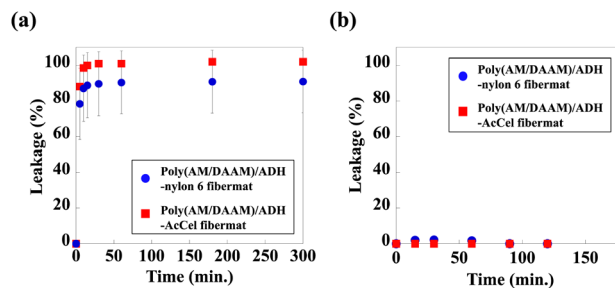 (a)
100
80
60
40
20
0
Leakage (%)
Poly(AM/DAAM)/ADH
-nylon 6 fibermat
Poly(AM/DAAM)/ADH
-AcCel fibermat
0 50 100 150 200 250 300
Time (min.)
(b)
100
80
60
40
20
0
Leakage (%)
Poly(AM/DAAM)/ADH
-nylon 6 fibermat
Poly(AM/DAAM)/ADH
-AcCel fibermat
0 50 100 150
Time (min.)